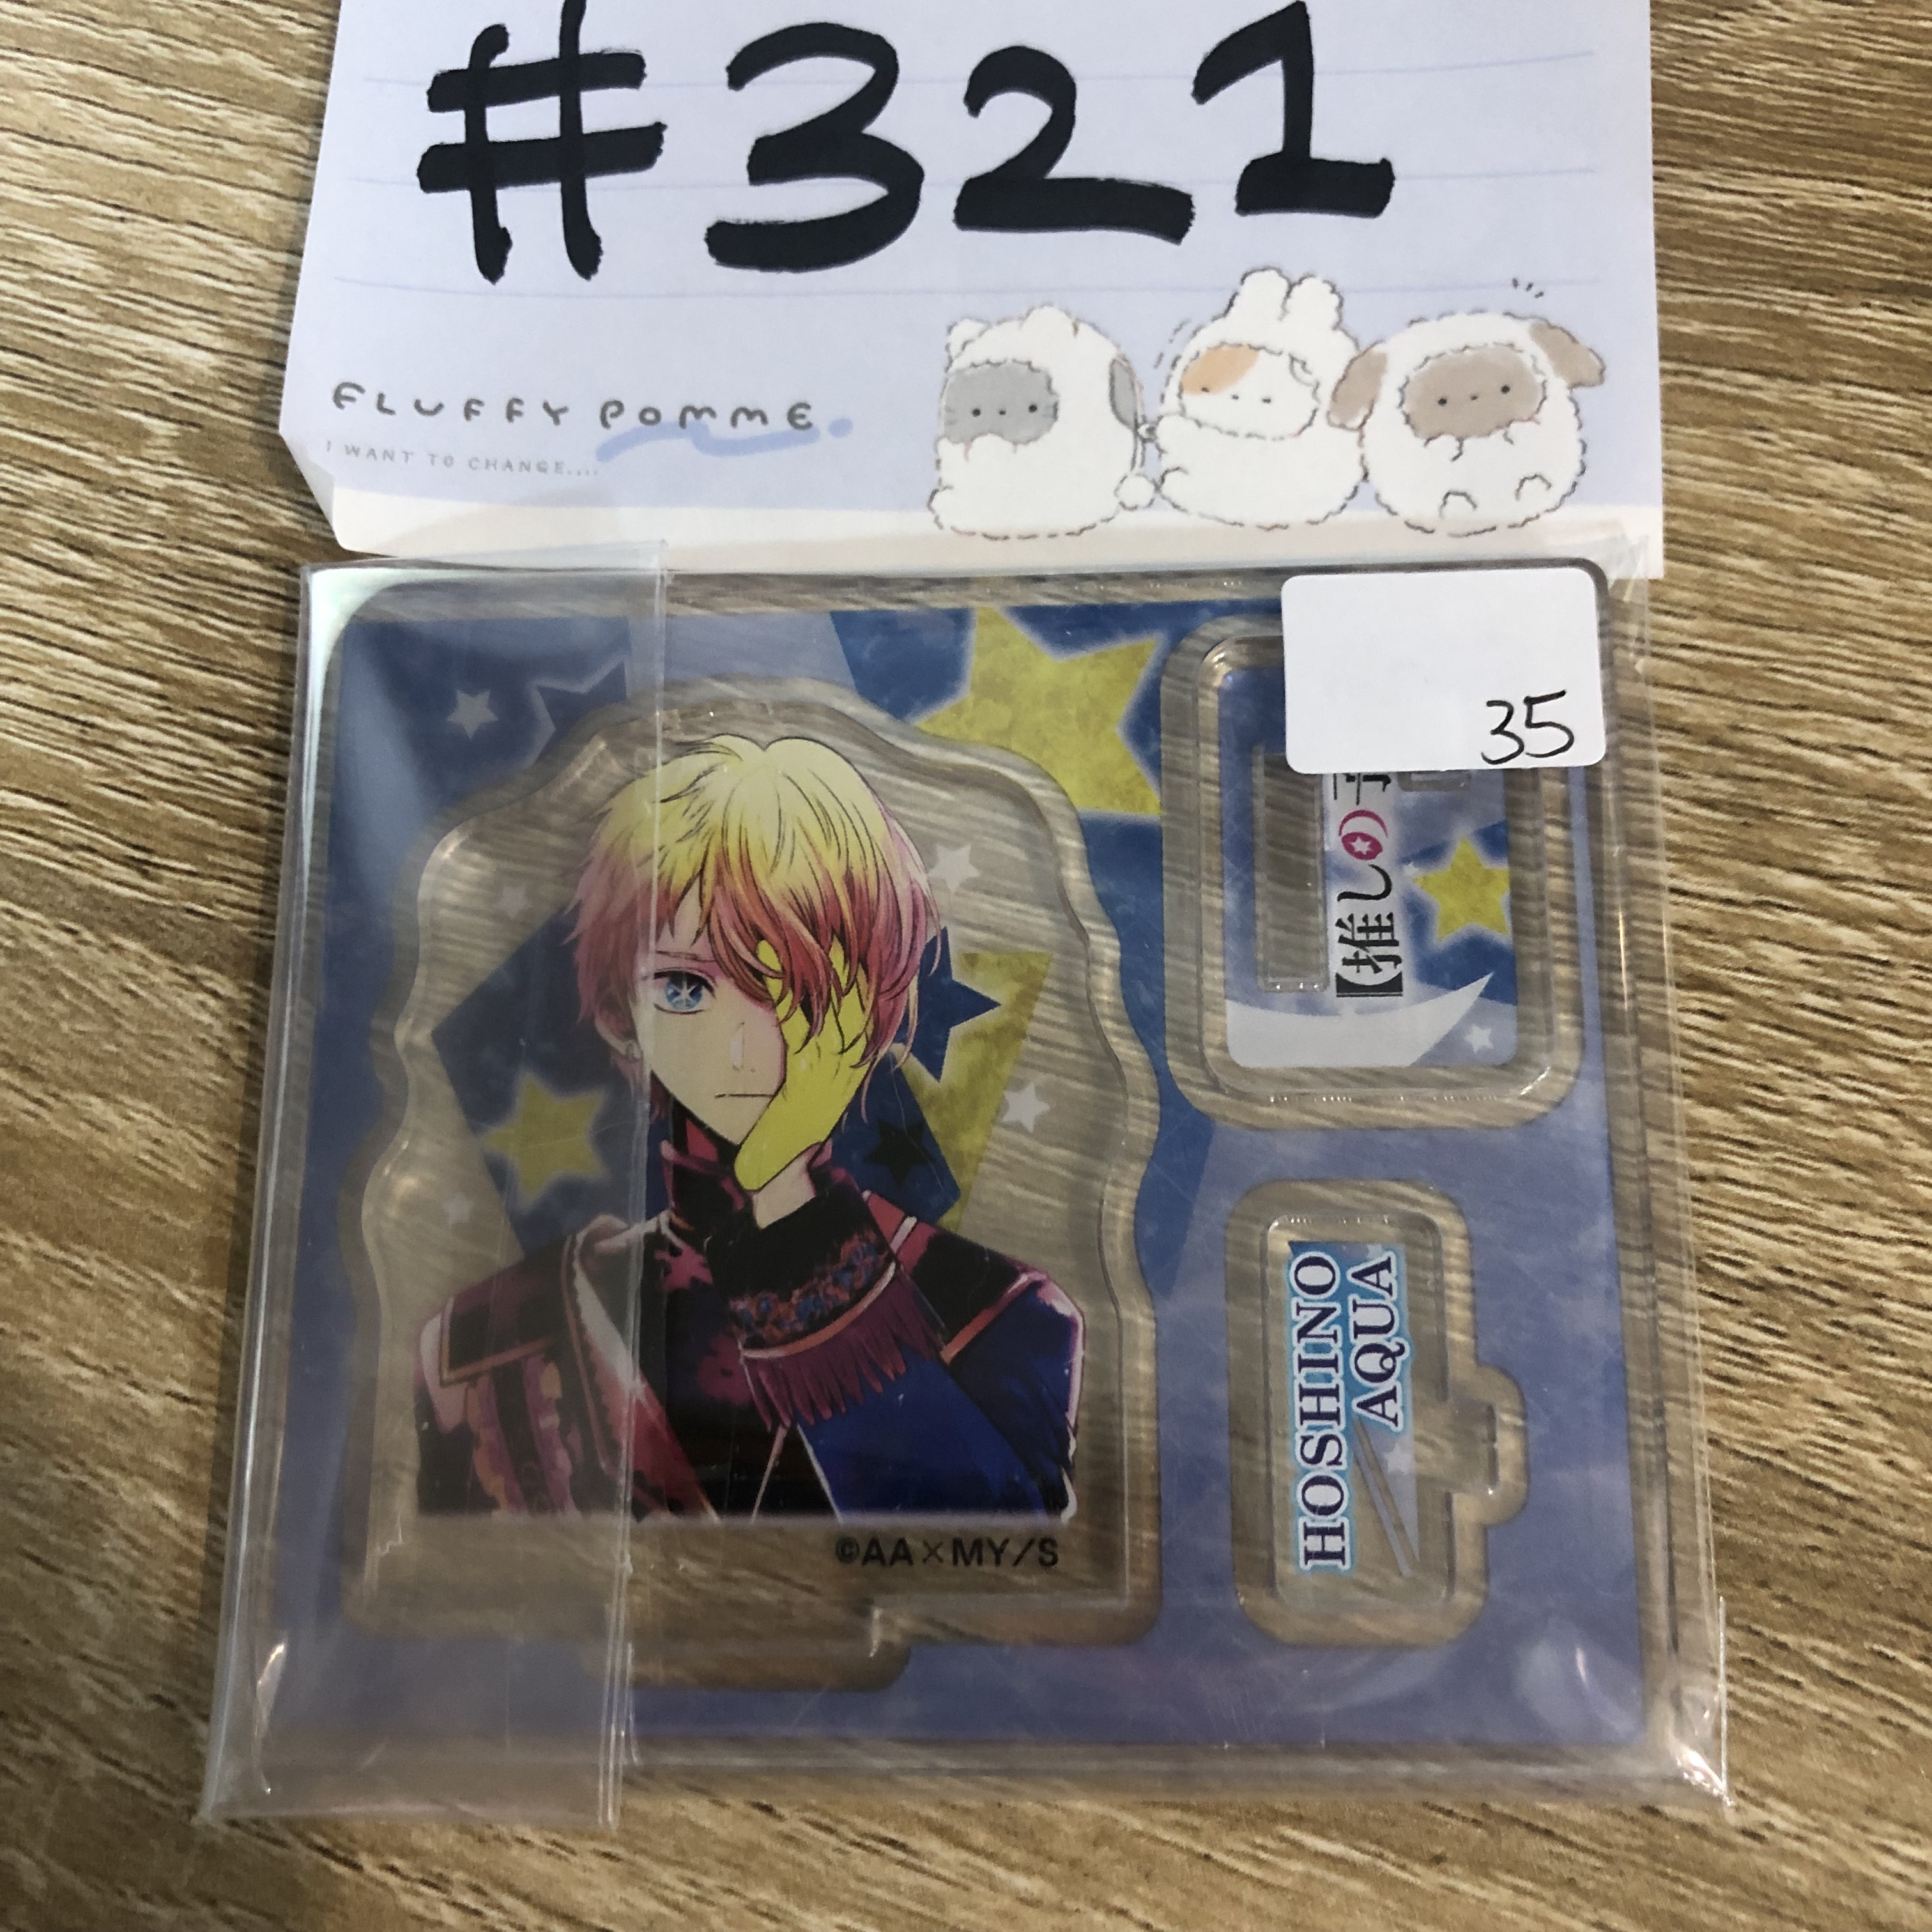 #321
FLUFFY POMME.
I WANT TO CHANGE....
35
【推しの子
HOSHINO
AQUA
©AA×MY/S